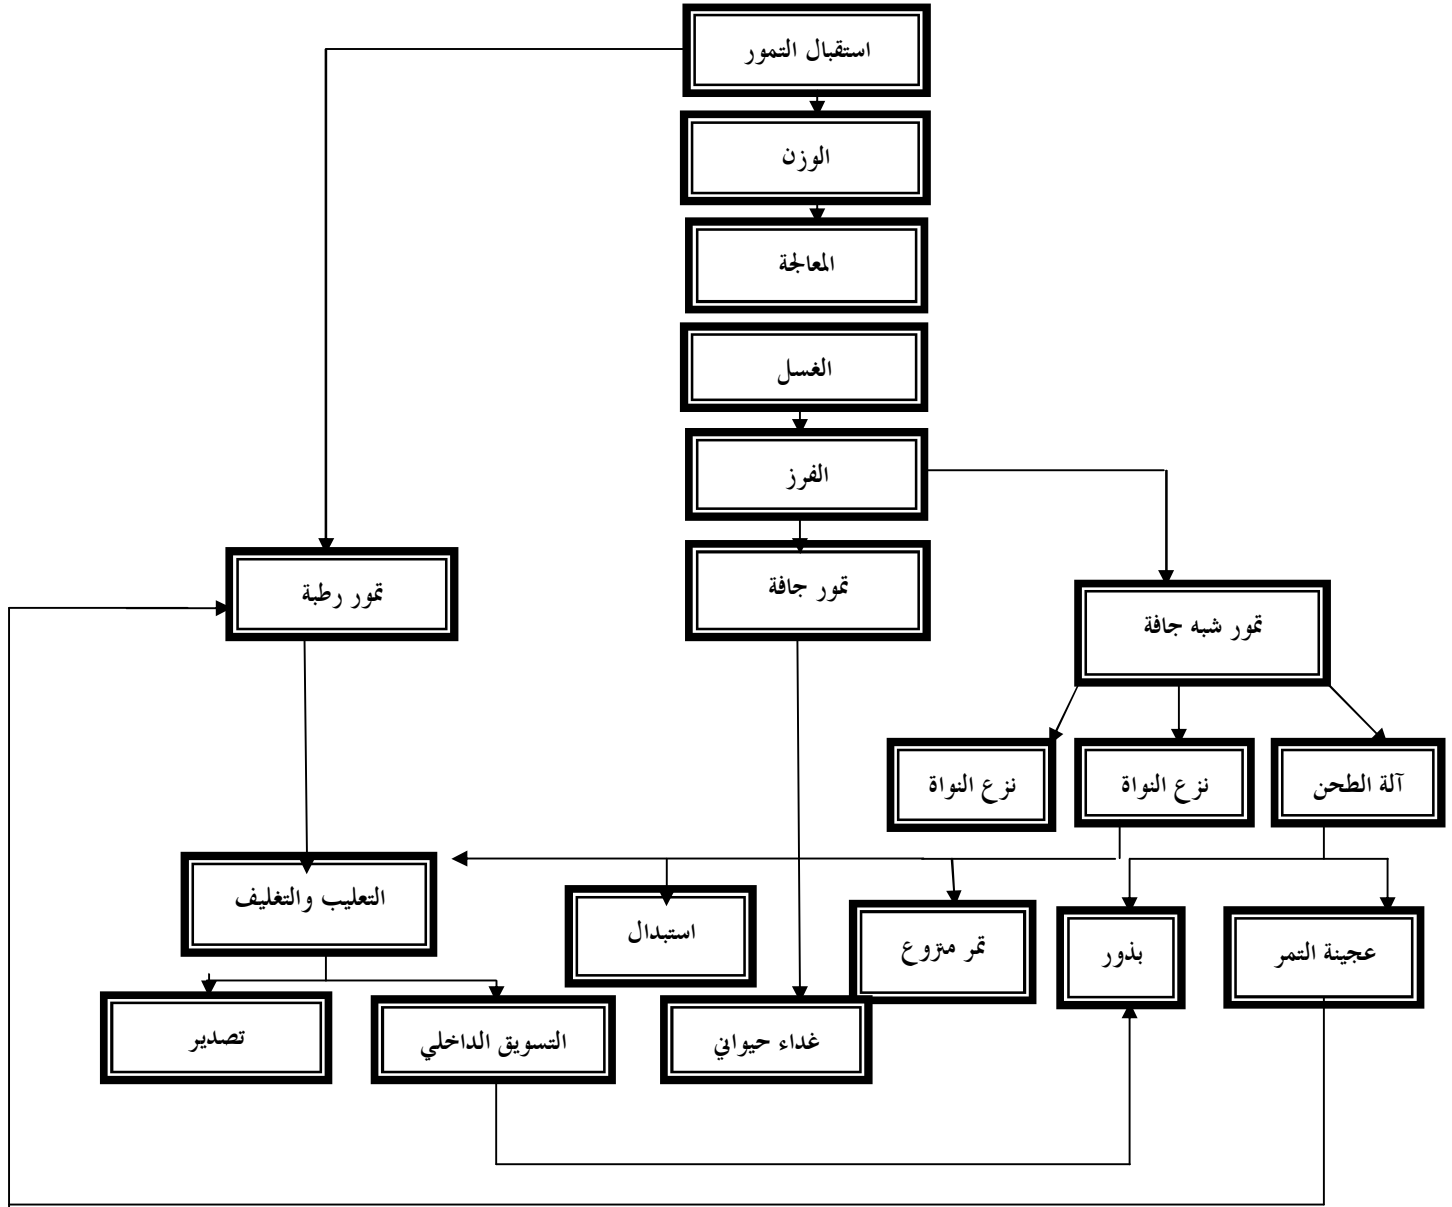 استقبال التمور
الوزن
المعالجة
الغسل
الفرز
تمور رطبة
تمور جافة
تمور شبه جافة
آلة الطحن
نزع النواة
نزع النواة
التعليب والتغليف
استبدال
تمر منزوع
بذور
عجينة التمر
تصدير
التسويق الداخلي
غداء حيواني